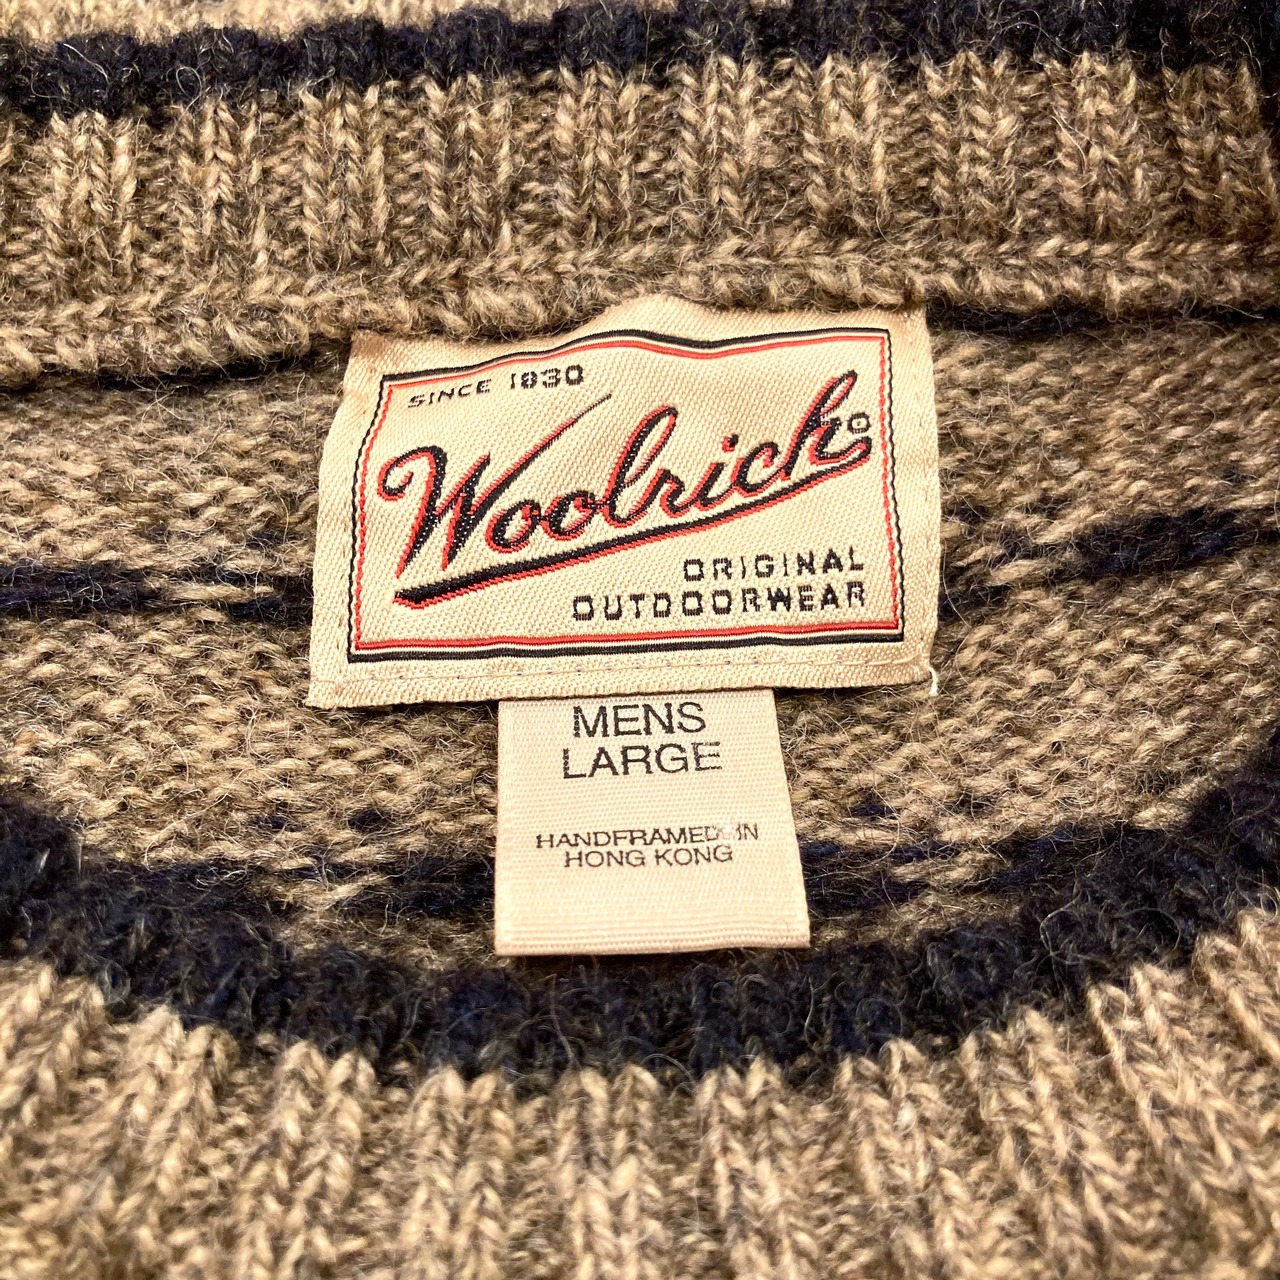 SINCE 1830
Woolrich®
ORIGINAL
OUTDOORWEAR
MENS
LARGE
HANDFRAMED IN
HONG KONG